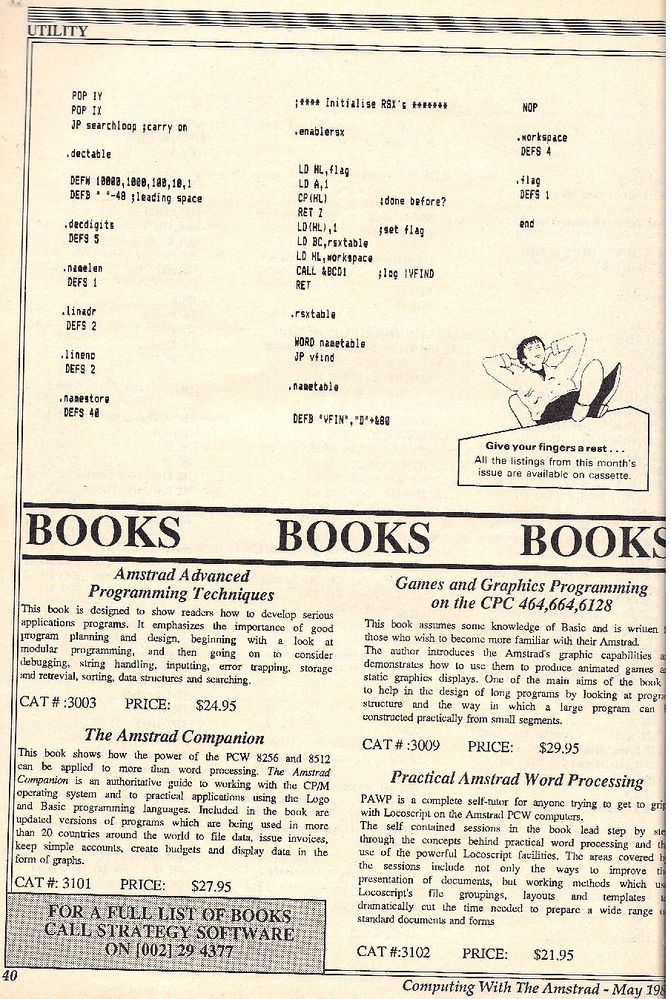 UTILITY
POP IY
POP IX
JP searchloop ;carry on
.dectable
DEFW 10000,1000,100,10,1
DEFB " "-48 ;leading space
.decdigits
DEFS 5
.namelen
DEFS 1
.linadr
DEFS 2
.lineno
DEFS 2
.namestore
DEFS 40
;**** Initialise RSX's *******
.enablersx
LD HL,flag
LD A,1
CP(HL) ;done before?
RET Z
LD(HL),1 ;set flag
LD BC,rsxtable
LD HL,workspace
CALL &BCD1 ;log !VFIND
RET
.rsxtable
WORD nametable
JP vfind
.nametable
DEFB "VFIN","D"+&80
NOP
.workspace
DEFS 4
.flag
DEFS 1
end
Give your fingers a rest . . .
All the listings from this month's
issue are available on cassette.
BOOKS BOOKS BOOKS
Amstrad Advanced
Programming Techniques
This book is designed to show readers how to develop serious
applications programs. It emphasizes the importance of good
program planning and design, beginning with a look at
modular programming, and then going on to consider
debugging, string handling, inputting, error trapping, storage
and retrevial, sorting, data structures and searching.
CAT # :3003 PRICE: $24.95
The Amstrad Companion
This book shows how the power of the PCW 8256 and 8512
can be applied to more than word processing. The Amstrad
Companion is an authoritative guide to working with the CP/M
operating system and to practical applications using the Logo
and Basic programming languages. Included in the book are
updated versions of programs which are being used in more
than 20 countries around the world to file data, issue invoices,
keep simple accounts, create budgets and display data in the
form of graphs.
CAT #: 3101 PRICE: $27.95
FOR A FULL LIST OF BOOKS
CALL STRATEGY SOFTWARE
ON [002] 29 4377
Games and Graphics Programming
on the CPC 464,664,6128
This book assumes some knowledge of Basic and is written
those who wish to become more familiar with their Amstrad.
The author introduces the Amstrad's graphic capabilities
demonstrates how to use them to produce animated games
static graphics displays. One of the main aims of the book
to help in the design of long programs by looking at progra
structure and the way in which a large program can
constructed practically from small segments.
CAT # :3009 PRICE: $29.95
Practical Amstrad Word Processing
PAWP is a complete self-tutor for anyone trying to get to grip
with Locoscript on the Amstrad PCW computers.
The self contained sessions in the book lead step by ste
through the concepts behind practical word processing and th
use of the powerful Locoscript facilities. The areas covered
the sessions include not only the ways to improve
presentation of documents, but working methods which us
Locoscript's file groupings, layouts and templates
dramatically cut the time needed to prepare a wide range
standard documents and forms
CAT #:3102 PRICE: $21.95
40
Computing With The Amstrad - May 198